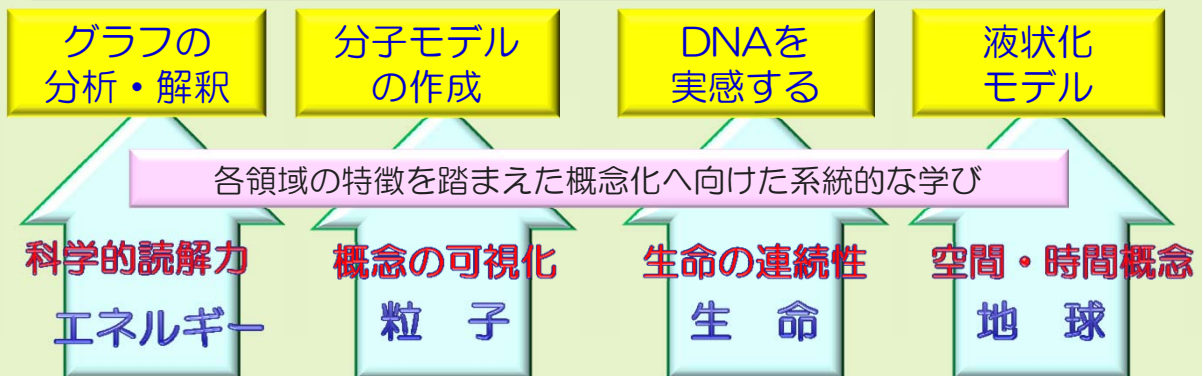 グラフの
分析・解釈
分子モデル
の作成
DNAを
実感する
液状化
モデル
各領域の特徴を踏まえた概念化へ向けた系統的な学び
科学的読解力
概念の可視化
生命の連続性
空間・時間概念
エネルギー
粒　子
生　命
地　球